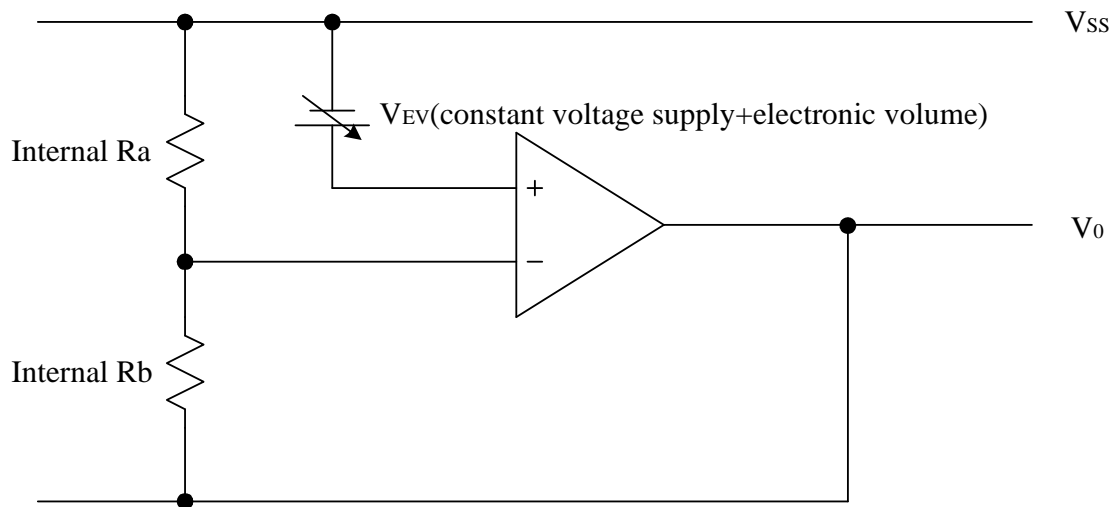 VSS
VEV(constant voltage supply+electronic volume)
Internal Ra
+
V0
−
Internal Rb